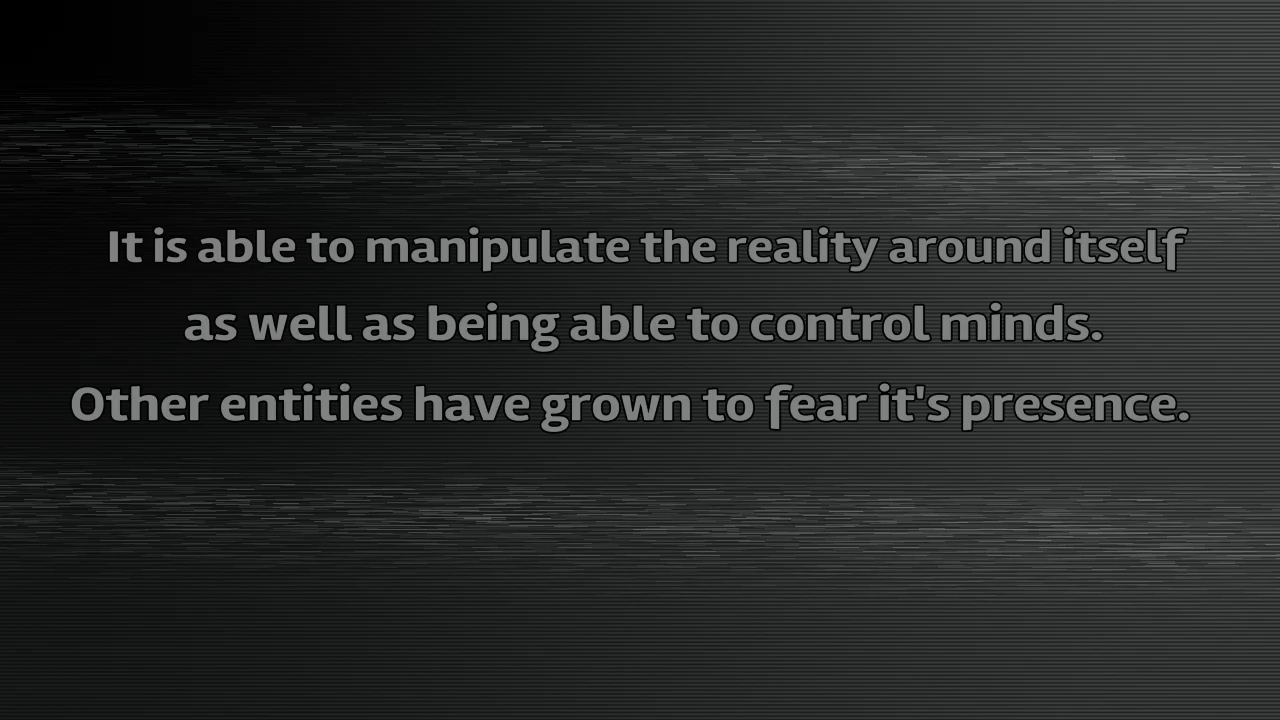 It is able to manipulate the reality around itself
as well as being able to control minds.
Other entities have grown to fear it's presence.